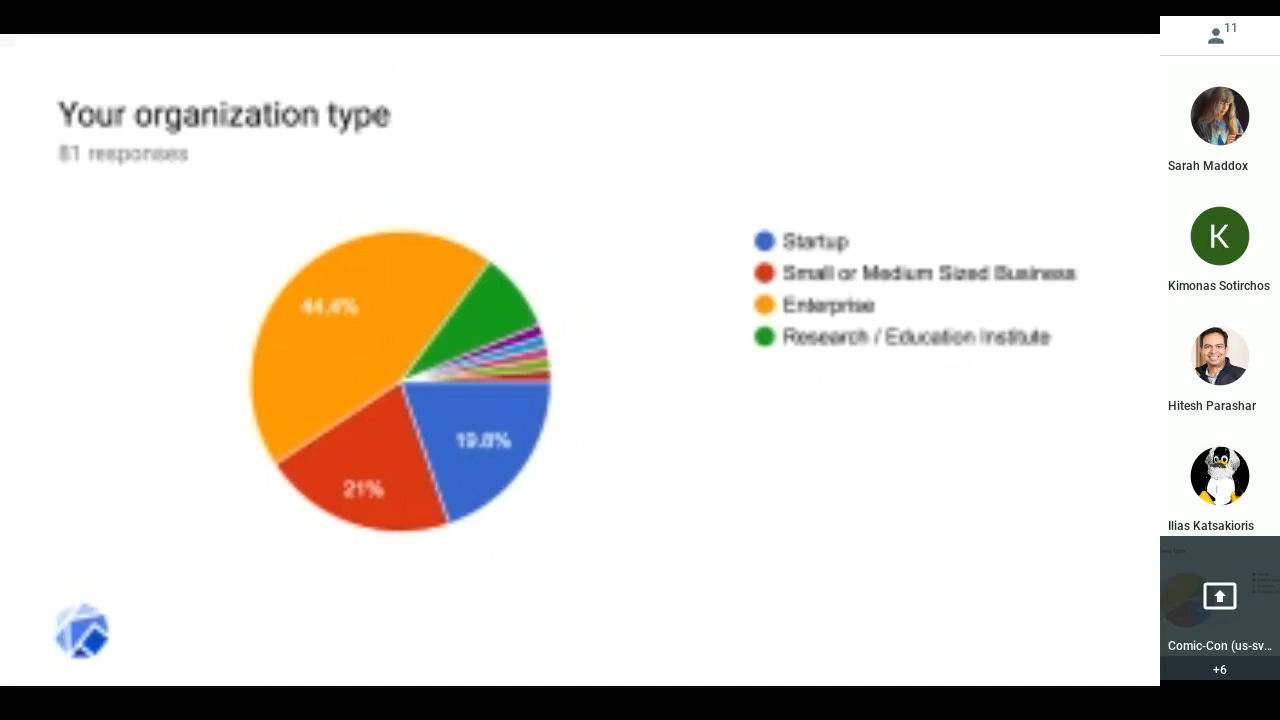 Your organization type
81 responses
44.4%
19.8%
21%
Startup
Small or Medium Sized Business
Enterprise
Research / Education Institute
11
Sarah Maddox
K
Kimonas Sotirchos
Hitesh Parashar
Ilias Katsakioris
Comic-Con (us-sv...
+6